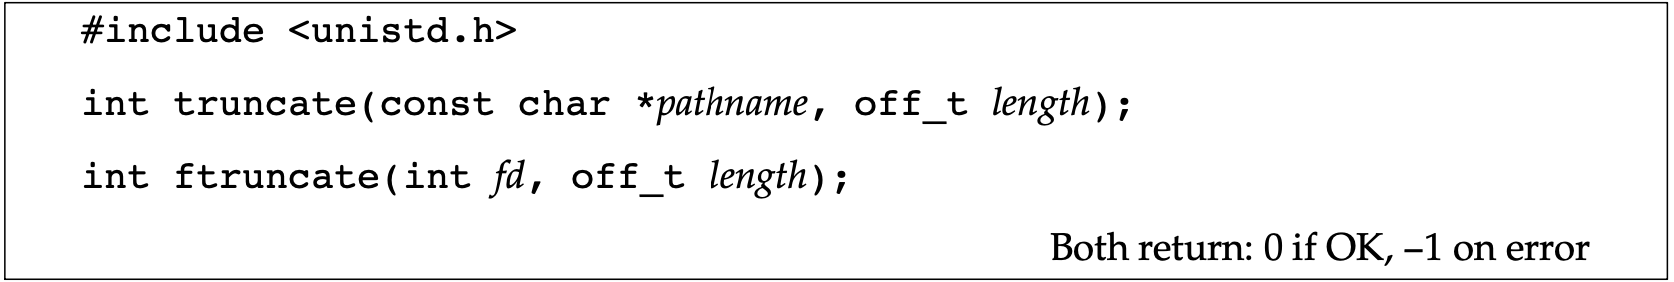 #include <unistd.h>
int truncate(const char *pathname, off_t length);
int ftruncate(int fd, off_t length);
Both return: 0 if OK, –1 on error